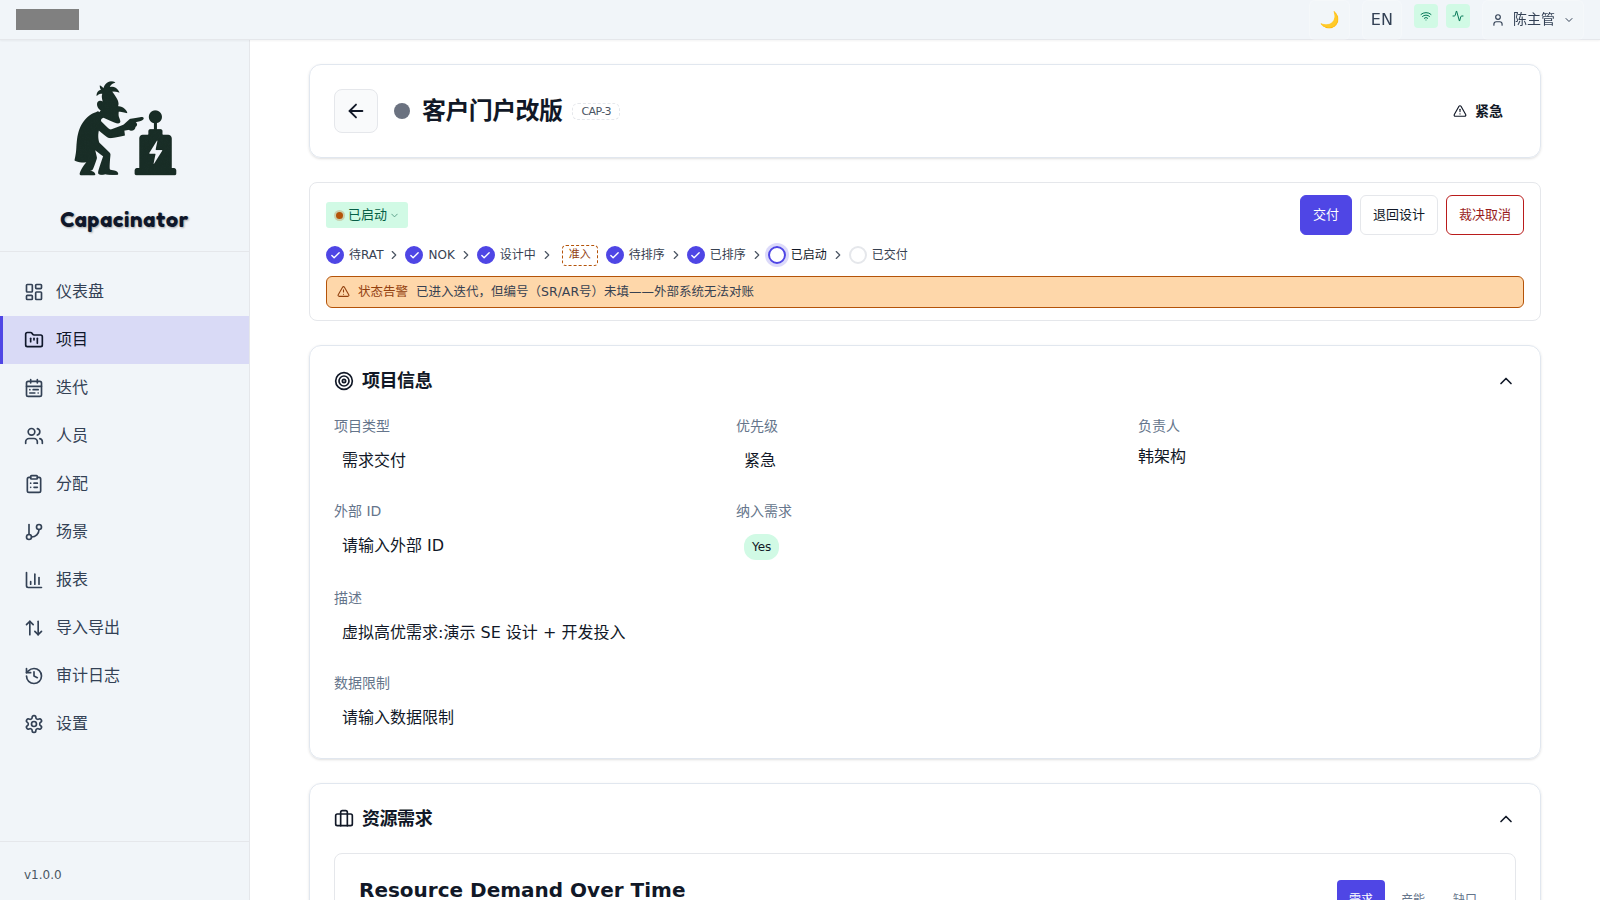 EN
陈主管
Capacinator
仪表盘
项目
迭代
人员
分配
场景
报表
导入导出
审计日志
设置
v1.0.0
客户门户改版 CAP-3
紧急
已启动
交付 退回设计 裁决取消
待RAT NOK 设计中 准入 待排序 已排序 已启动 已交付
状态告警 已进入迭代，但编号（SR/AR号）未填——外部系统无法对账
项目信息
项目类型 优先级 负责人
需求交付 紧急 韩架构
外部 ID 纳入需求
请输入外部 ID Yes
描述
虚拟高优需求:演示 SE 设计 + 开发投入
数据限制
请输入数据限制
资源需求
Resource Demand Over Time
需求 产能 缺口